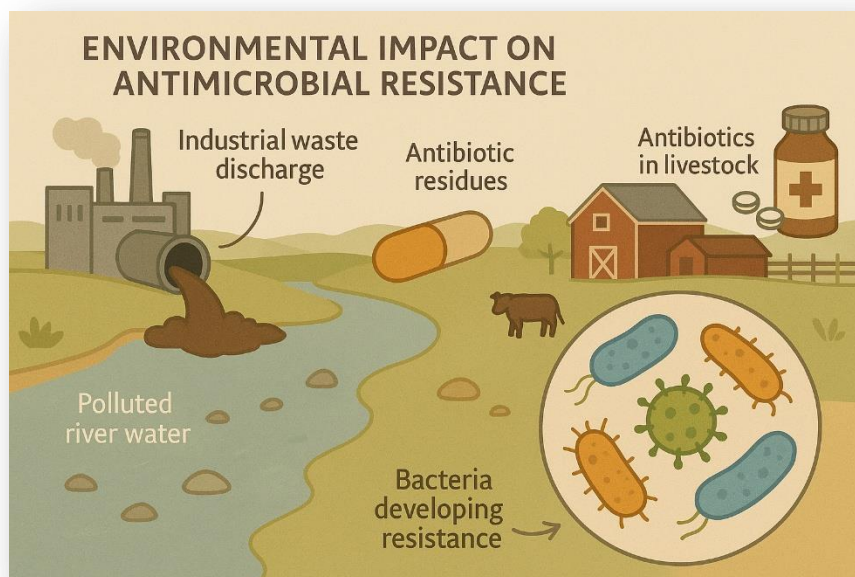 ENVIRONMENTAL IMPACT ON
ANTIMICROBIAL RESISTANCE
Industrial waste
discharge
Antibiotic
residues
Antibiotics
in livestock
Polluted
river water
Bacteria
developing
resistance